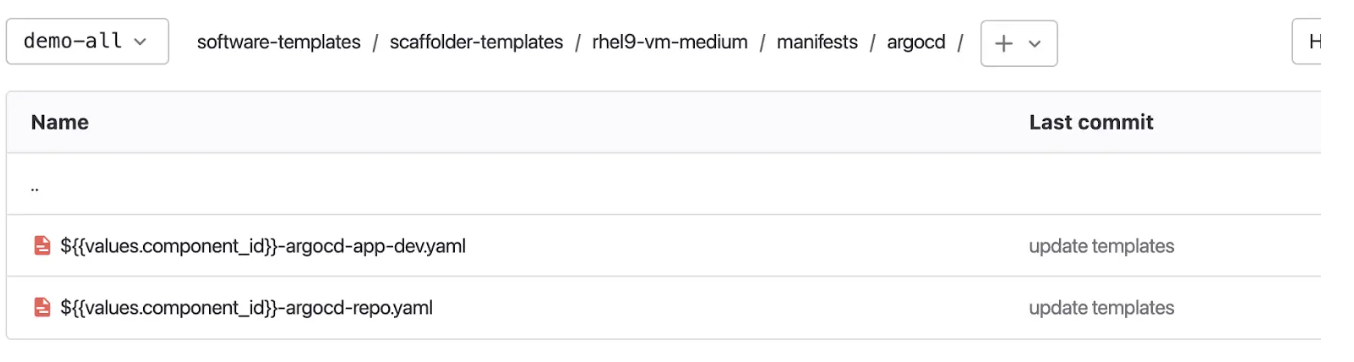 demo-all software-templates / scaffolder-templates / rhel9-vm-medium / manifests / argocd / +
Name Last commit
..
${{values.component_id}}-argocd-app-dev.yaml update templates
${{values.component_id}}-argocd-repo.yaml update templates